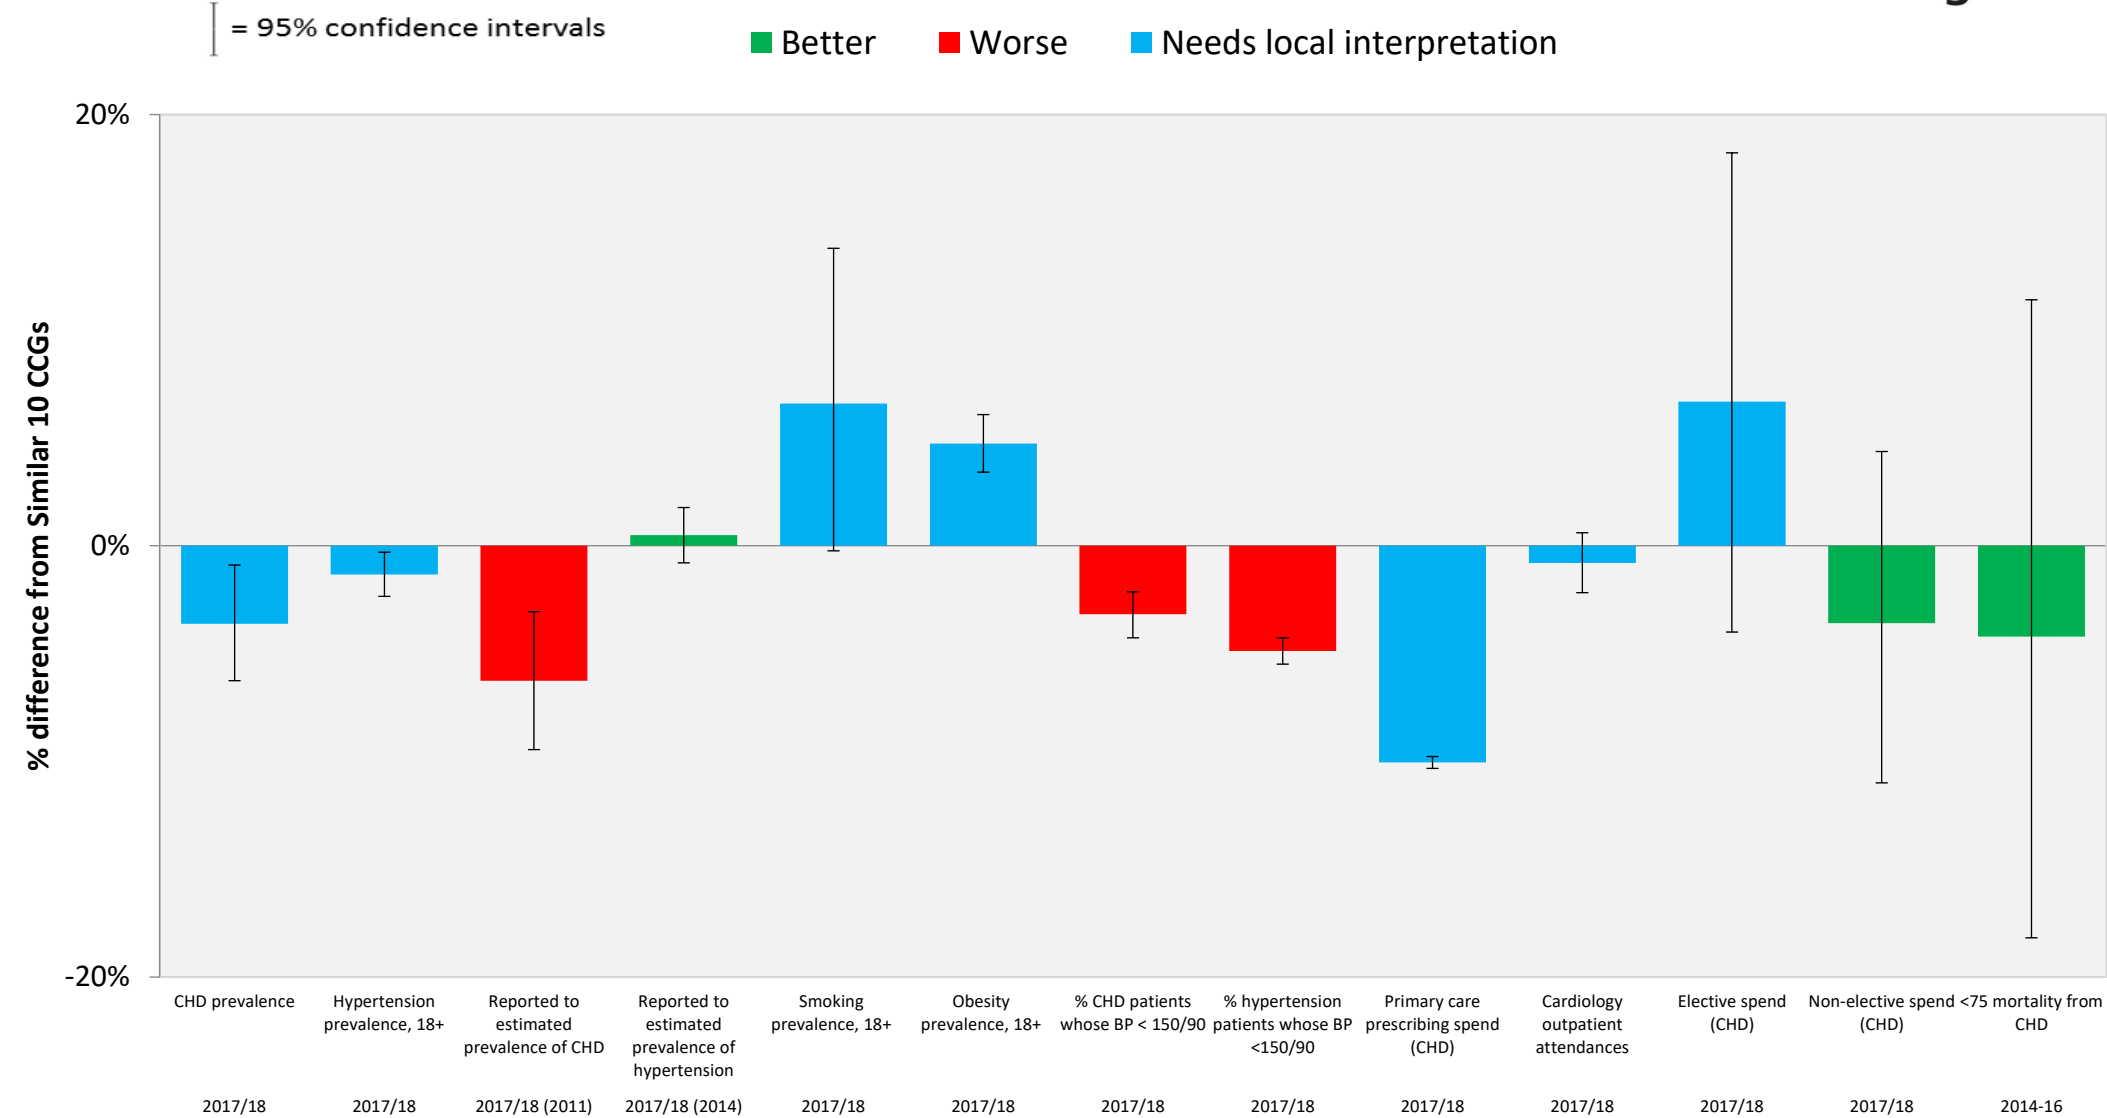 = 95% confidence intervals
Better
Worse
Needs local interpretation
20%
0%
-20%
% difference from Similar 10 CCGs
CHD prevalence
2017/18
Hypertension
prevalence, 18+
2017/18
Reported to
estimated
prevalence of CHD
2017/18 (2011)
Reported to
estimated
prevalence of
hypertension
2017/18 (2014)
Smoking
prevalence, 18+
2017/18
Obesity
prevalence, 18+
2017/18
% CHD patients
whose BP < 150/90
2017/18
% hypertension
patients whose BP
<150/90
2017/18
Primary care
prescribing spend
(CHD)
2017/18
Cardiology
outpatient
attendances
2017/18
Elective spend
(CHD)
2017/18
Non-elective spend
(CHD)
2017/18
<75 mortality from
CHD
2014-16